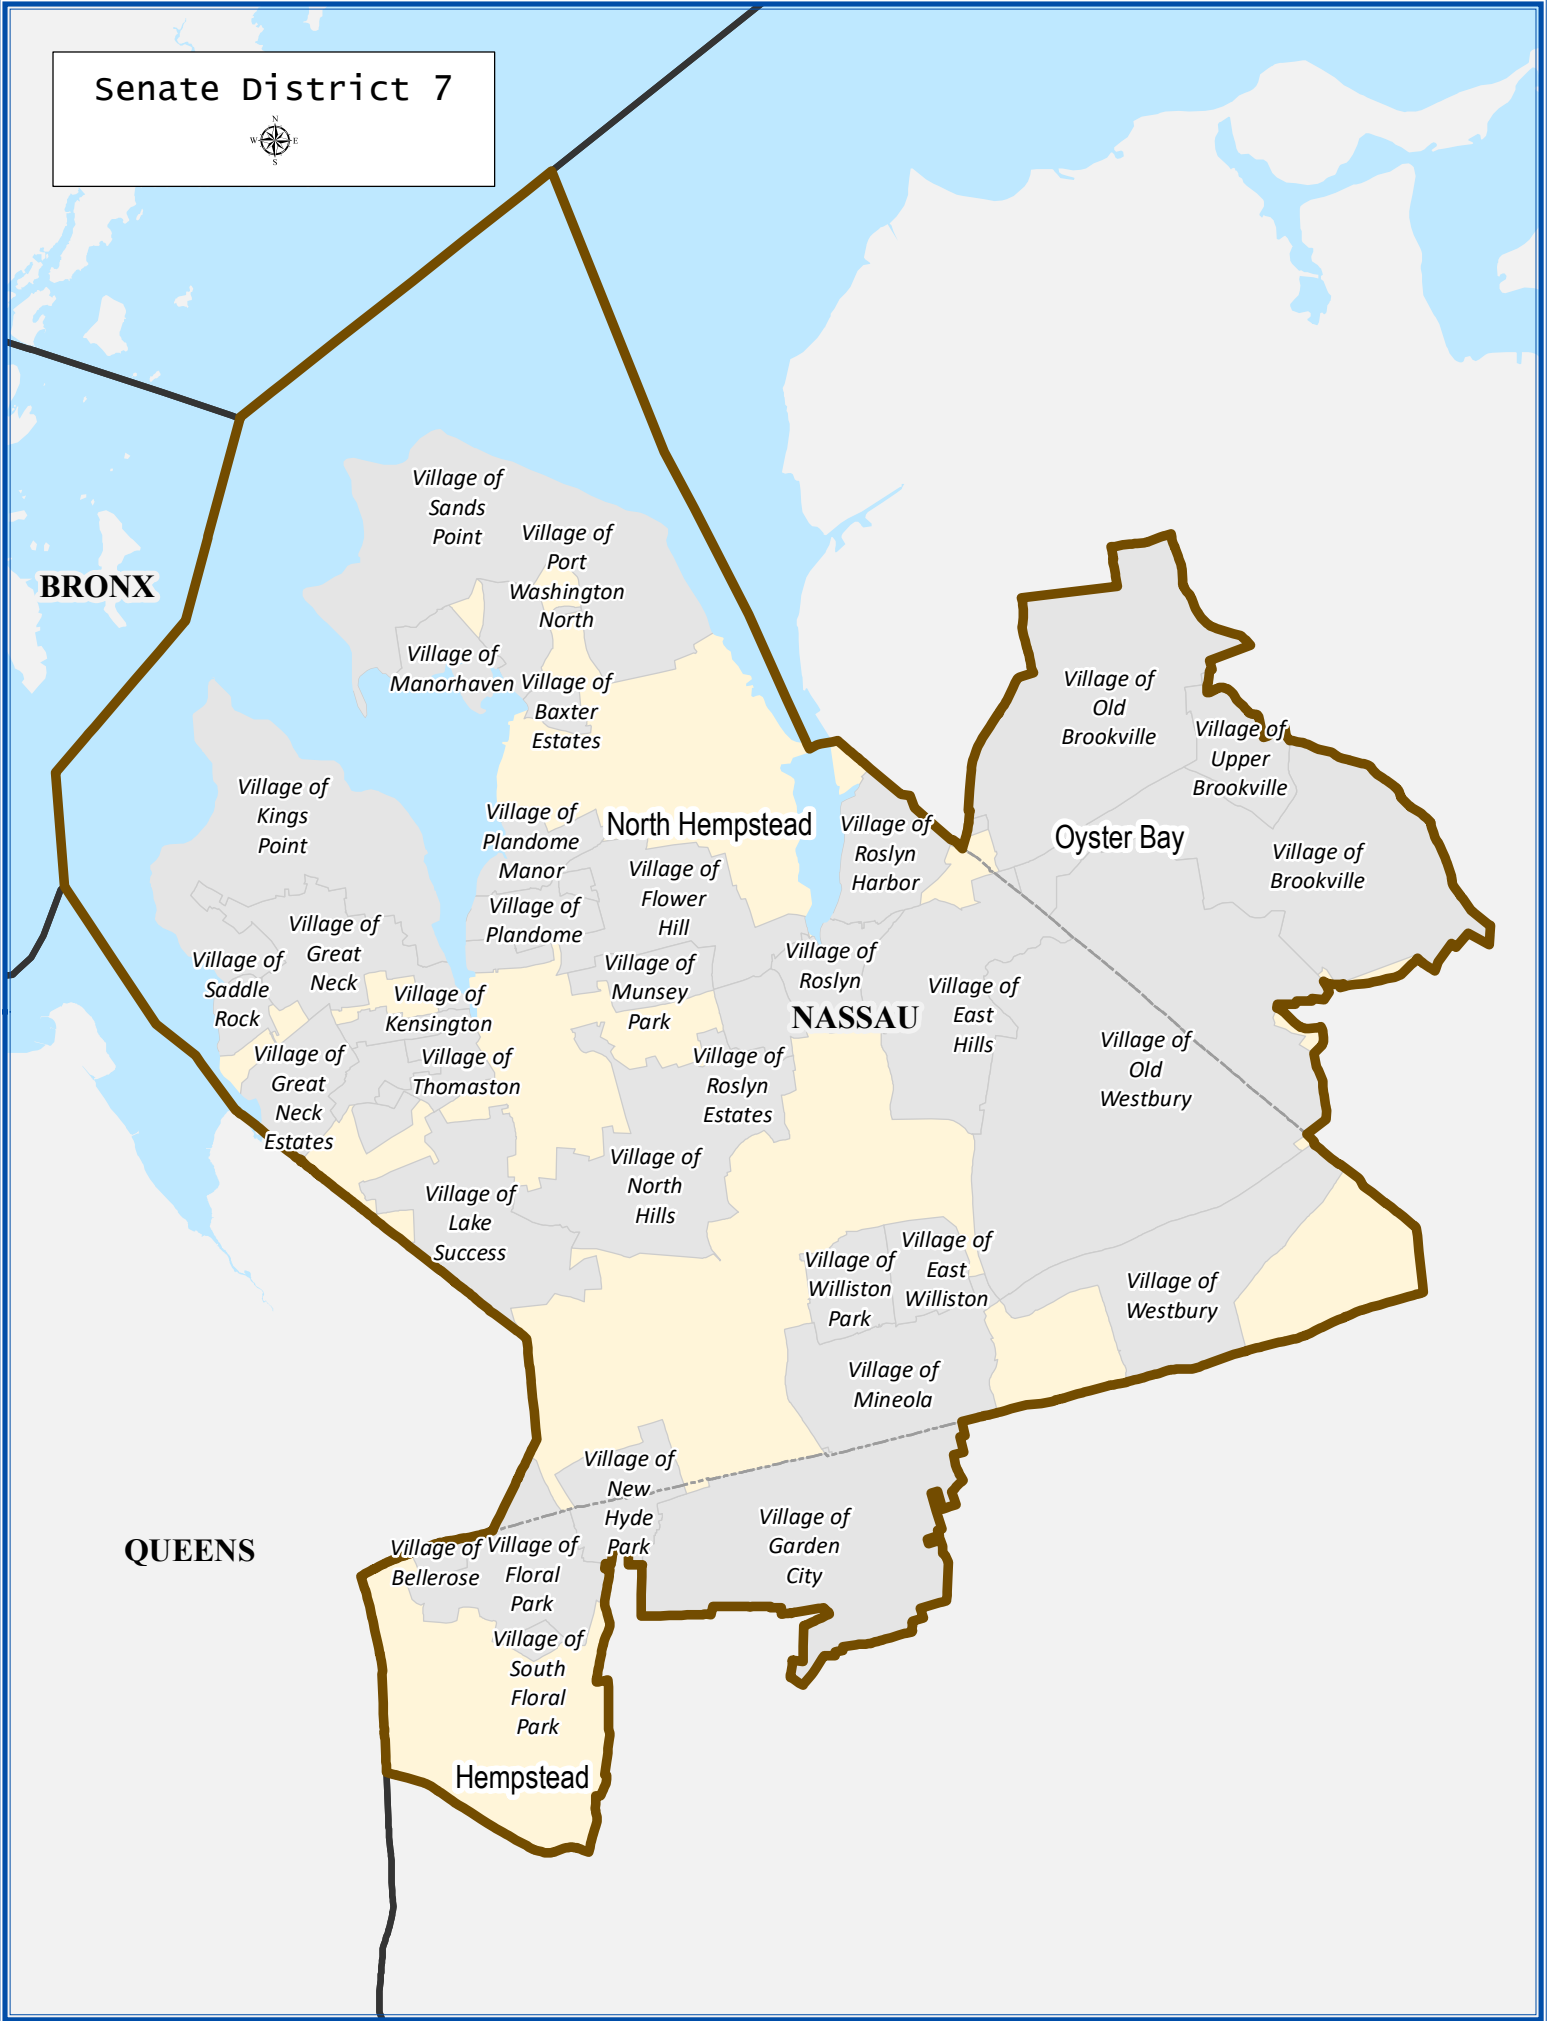 Senate District 7
N
W E
S
Village of
Sands
Point
Village of
Port
Washington
North
BRONX
Village of
Manorhaven
Village of
Baxter
Estates
Village of
Old
Brookville
Village of
Upper
Brookville
Village of
Kings
Point
Village of
Plandome
Manor
North Hempstead
Village of
Roslyn
Harbor
Oyster Bay
Village of
Brookville
Village of
Flower
Hill
Village of
Plandome
Village of
Great
Neck
Village of
Saddle
Rock
Village of
Munsey
Park
Village of
Roslyn
Village of
Kensington
NASSAU
Village of
East
Hills
Village of
Great
Neck
Estates
Village of
Thomaston
Village of
Roslyn
Estates
Village of
Old
Westbury
Village of
North
Hills
Village of
Lake
Success
Village of
Williston
Park
Village of
East
Williston
Village of
Westbury
Village of
Mineola
Village of
New
Hyde
Park
Village of
Garden
City
QUEENS
Village of
Bellerose
Village of
Floral
Park
Village of
South
Floral
Park
Hempstead